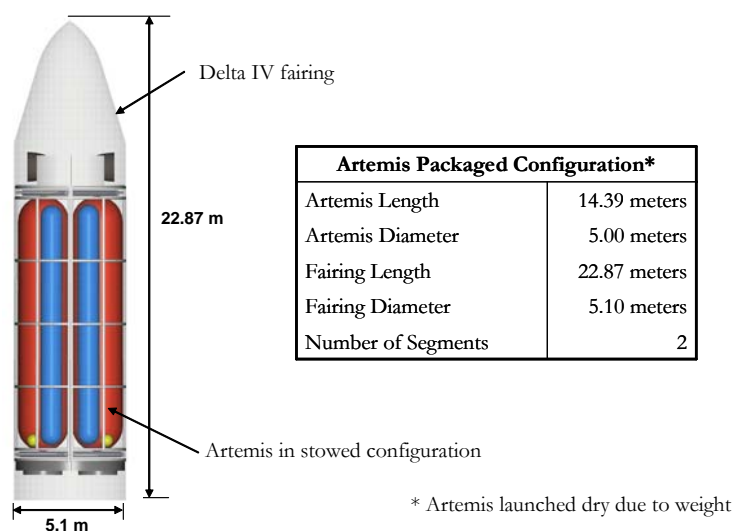 Delta IV fairing
22.87 m
Artemis Packaged Configuration*
Artemis Length 14.39 meters
Artemis Diameter 5.00 meters
Fairing Length 22.87 meters
Fairing Diameter 5.10 meters
Number of Segments 2
Artemis in stowed configuration
* Artemis launched dry due to weight
5.1 m